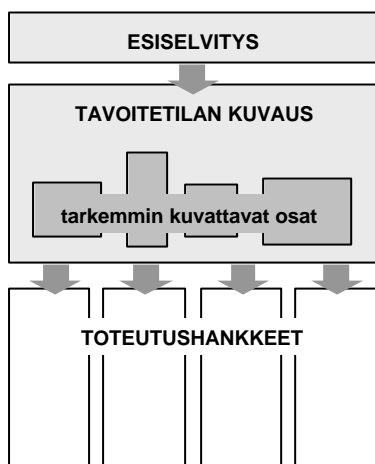 ESISELVITYS
TAVOITETILAN KUVAUS
tarkemmin kuvattavat osat
TOTEUTUSHANKKEET